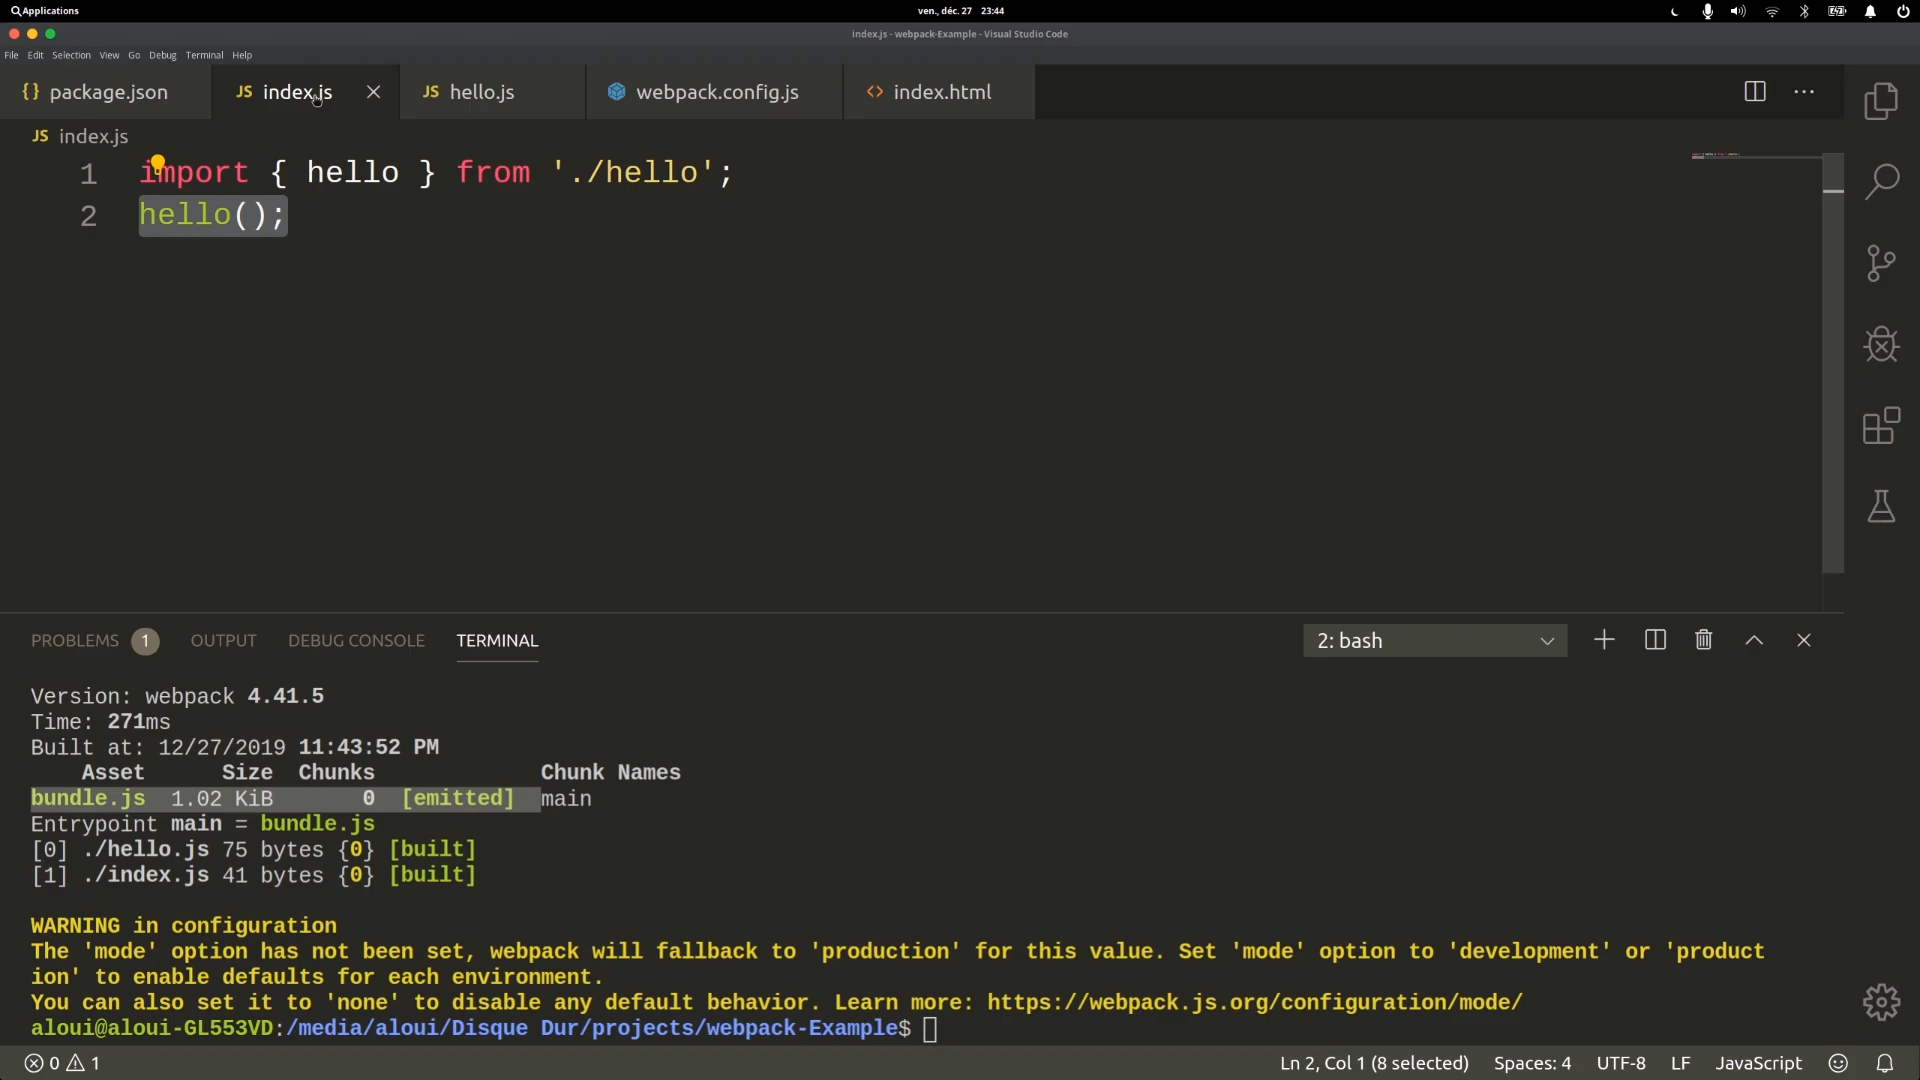 Applications
ven., déc. 27 23:44
index.js - webpack-Example - Visual Studio Code
File Edit Selection View Go Debug Terminal Help
{} package.json
JS index.js
JS hello.js
webpack.config.js
<> index.html
JS index.js
1 import { hello } from './hello';
2 hello();
PROBLEMS 1 OUTPUT DEBUG CONSOLE TERMINAL
2: bash
Version: webpack 4.41.5
Time: 271ms
Built at: 12/27/2019 11:43:52 PM
Asset Size Chunks Chunk Names
bundle.js 1.02 KiB 0 [emitted] main
Entrypoint main = bundle.js
[0] ./hello.js 75 bytes {0} [built]
[1] ./index.js 41 bytes {0} [built]
WARNING in configuration
The 'mode' option has not been set, webpack will fallback to 'production' for this value. Set 'mode' option to 'development' or 'product
ion' to enable defaults for each environment.
You can also set it to 'none' to disable any default behavior. Learn more: https://webpack.js.org/configuration/mode/
aloui@aloui-GL553VD:/media/aloui/Disque Dur/projects/webpack-Example$
0 1
Ln 2, Col 1 (8 selected) Spaces: 4 UTF-8 LF JavaScript